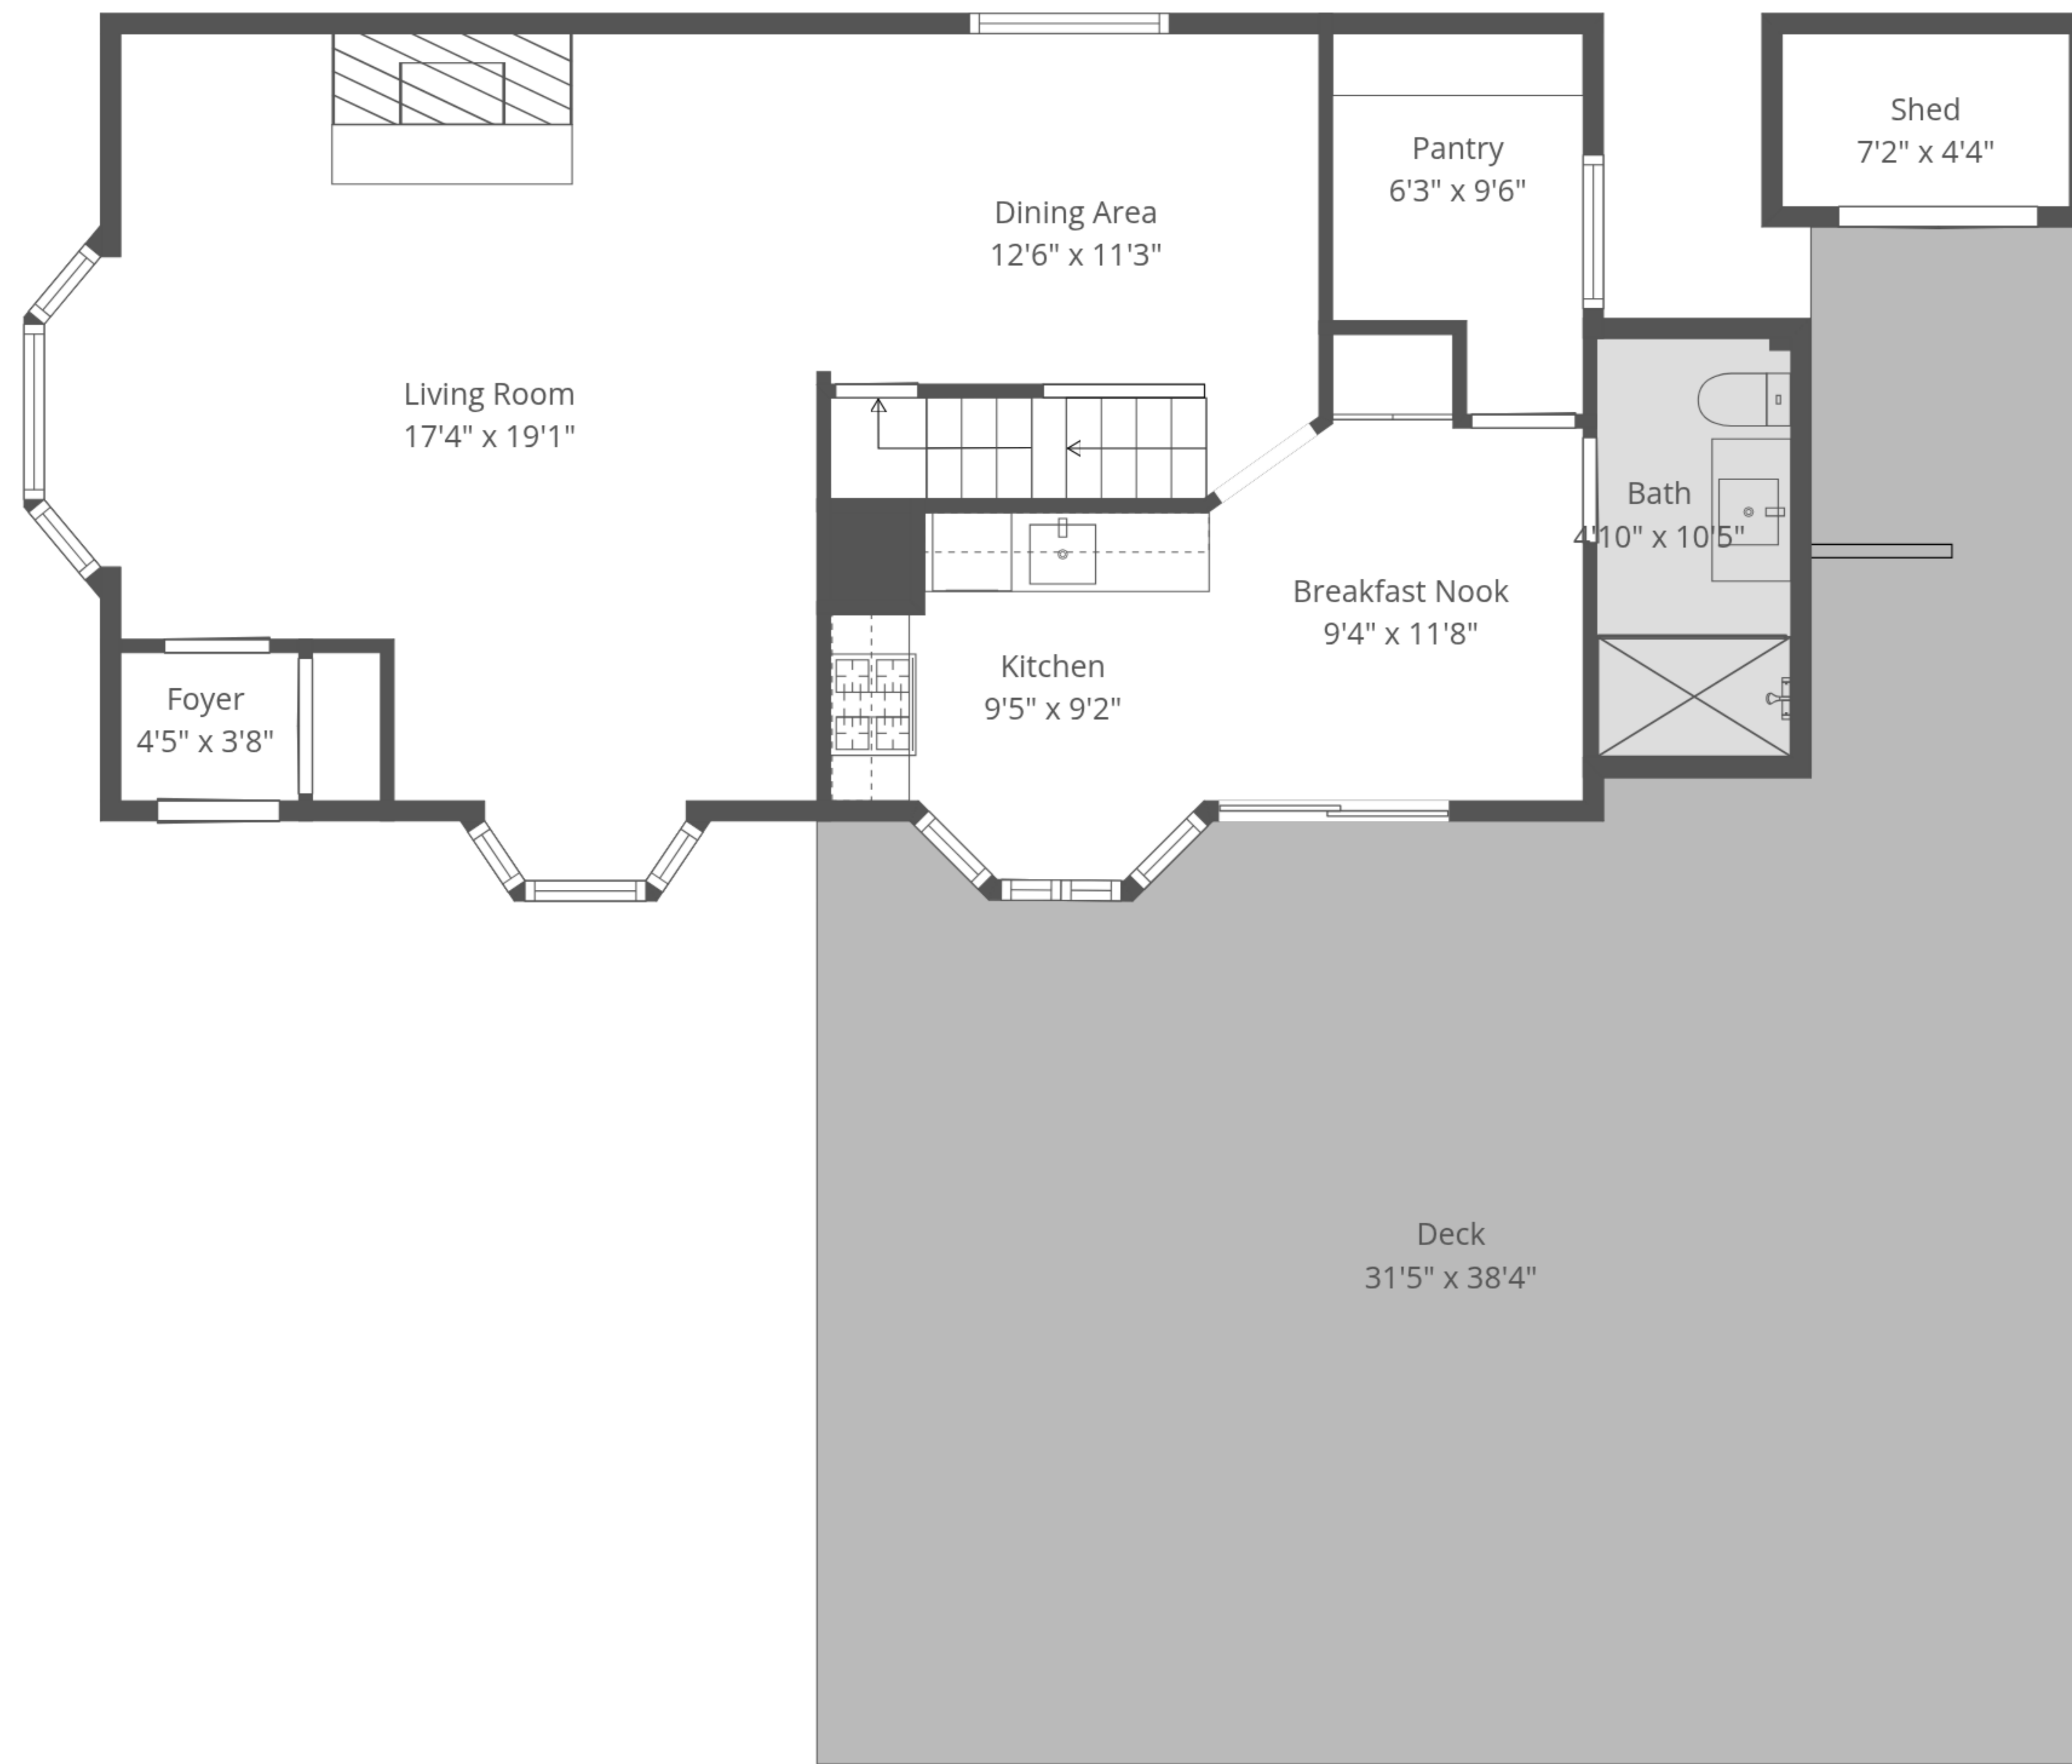 Shed
7'2" x 4'4"
Pantry
6'3" x 9'6"
Dining Area
12'6" x 11'3"
Living Room
17'4" x 19'1"
Bath
4'10" x 10'5"
Breakfast Nook
9'4" x 11'8"
Kitchen
9'5" x 9'2"
Foyer
4'5" x 3'8"
Deck
31'5" x 38'4"